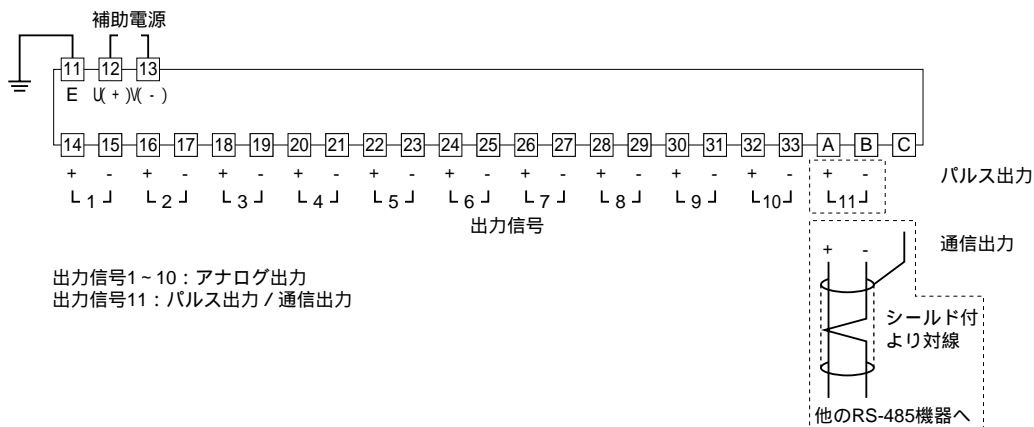 補助電源
11 12 13
E U( + ) V( - )
14 15 16 17 18 19 20 21 22 23 24 25 26 27 28 29 30 31 32 33 A B C
+ - + - + - + - + - + - + - + - + - + - + -
1 2 3 4 5 6 7 8 9 10 11
パルス出力
出力信号
通信出力
+ -
出力信号1 ~ 10：アナログ出力
出力信号11：パルス出力 / 通信出力
シールド付
より対線
他のRS-485機器へ